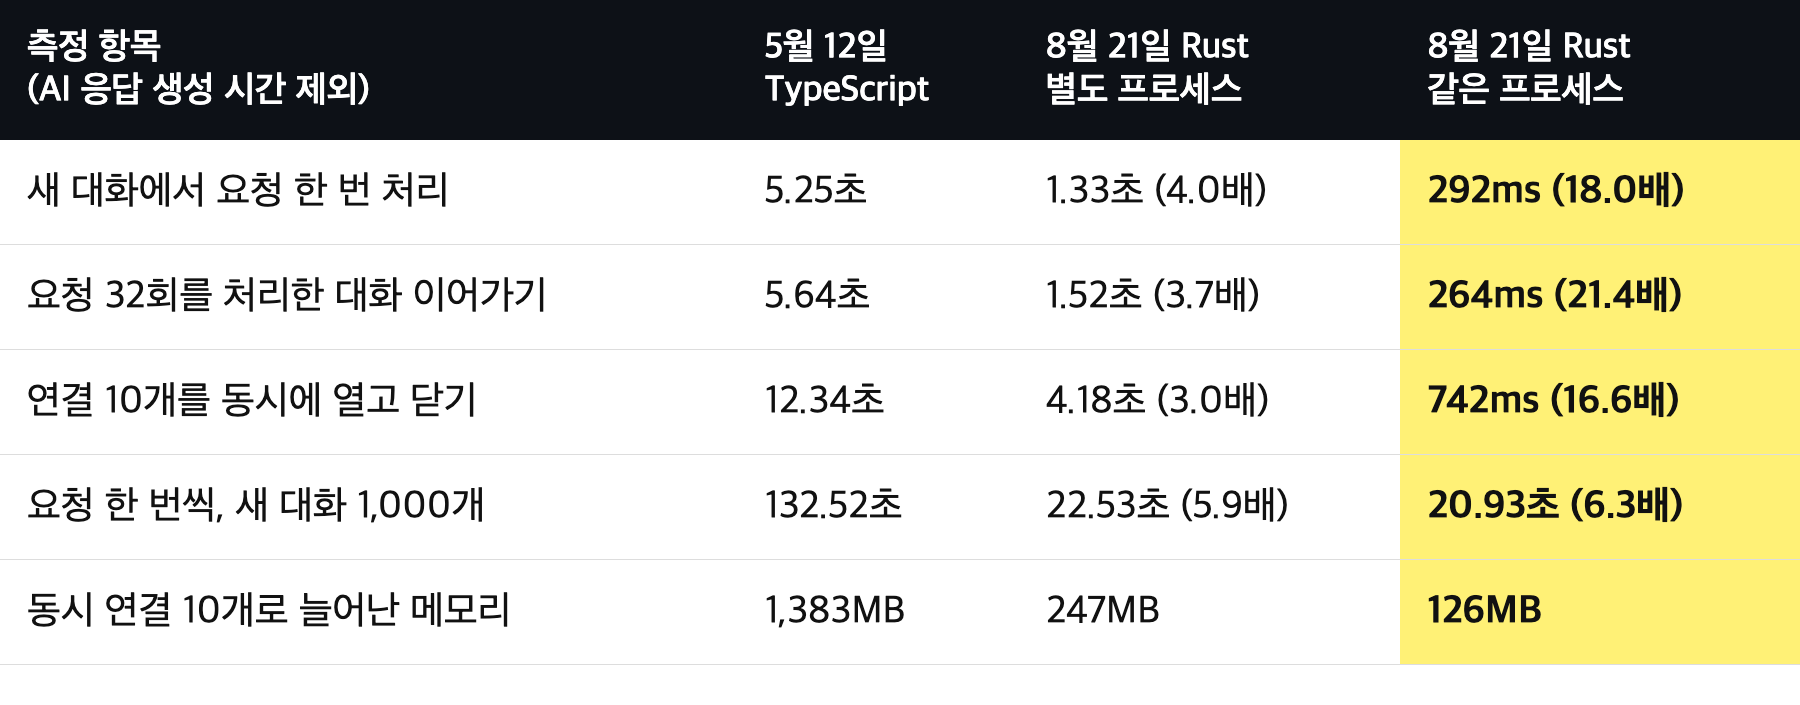 측정 항목
(AI 응답 생성 시간 제외)
5월 12일
TypeScript
8월 21일 Rust
별도 프로세스
8월 21일 Rust
같은 프로세스
새 대화에서 요청 한 번 처리 5.25초 1.33초 (4.0배) 292ms (18.0배)
요청 32회를 처리한 대화 이어가기 5.64초 1.52초 (3.7배) 264ms (21.4배)
연결 10개를 동시에 열고 닫기 12.34초 4.18초 (3.0배) 742ms (16.6배)
요청 한 번씩, 새 대화 1,000개 132.52초 22.53초 (5.9배) 20.93초 (6.3배)
동시 연결 10개로 늘어난 메모리 1,383MB 247MB 126MB